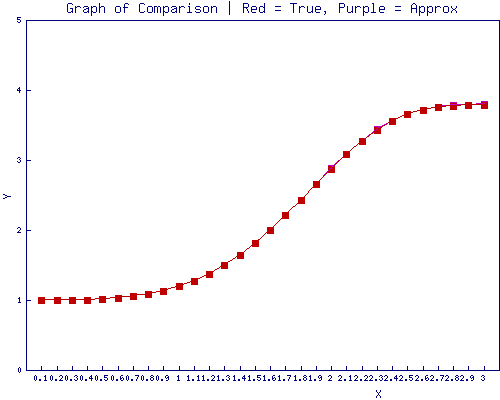 Graph of Comparison | Red = True, Purple = Approx
5
4
3
2
1
0
Y
0.10.20.30.40.50.60.70.80.9 1 1.11.21.31.41.51.61.71.81.9 2 2.12.22.32.42.52.62.72.82.9 3
X